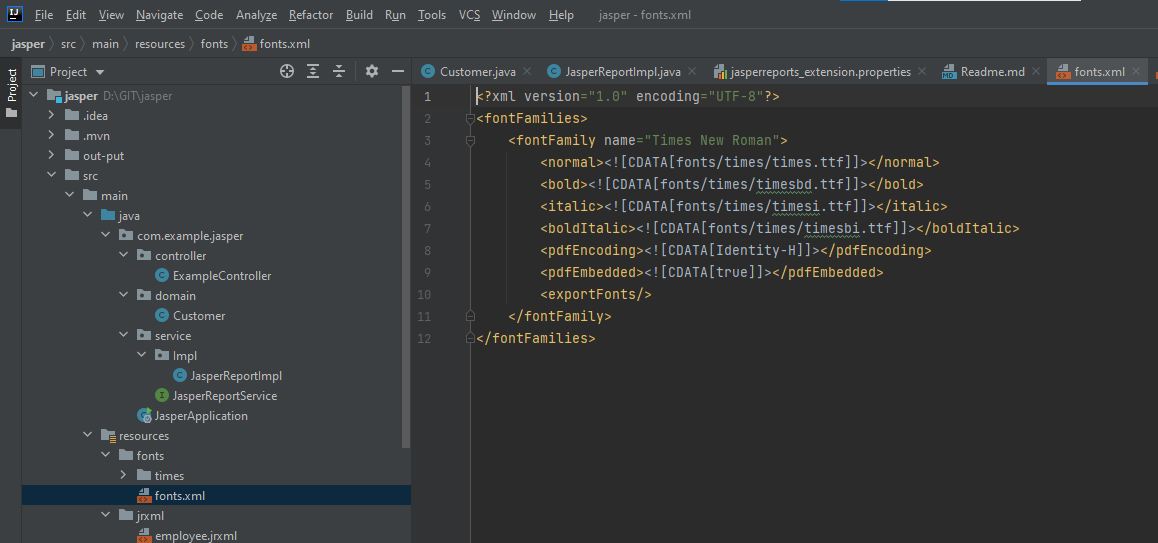 File Edit View Navigate Code Analyze Refactor Build Run Tools VCS Window Help jasper - fonts.xml
jasper src main resources fonts fonts.xml
Project
Project
Customer.java JasperReportImpl.java jasperreports_extension.properties Readme.md fonts.xml
jasper D:\GIT\jasper
.idea
.mvn
out-put
src
main
java
com.example.jasper
controller
ExampleController
domain
Customer
service
Impl
JasperReportImpl
JasperReportService
JasperApplication
resources
fonts
times
fonts.xml
jrxml
employee.jrxml
1 <?xml version="1.0" encoding="UTF-8"?>
2 <fontFamilies>
3 <fontFamily name="Times New Roman">
4 <normal><![CDATA[fonts/times/times.ttf]]></normal>
5 <bold><![CDATA[fonts/times/timesbd.ttf]]></bold>
6 <italic><![CDATA[fonts/times/timesi.ttf]]></italic>
7 <boldItalic><![CDATA[fonts/times/timesbi.ttf]]></boldItalic>
8 <pdfEncoding><![CDATA[Identity-H]]></pdfEncoding>
9 <pdfEmbedded><![CDATA[true]]></pdfEmbedded>
10 <exportFonts/>
11 </fontFamily>
12 </fontFamilies>